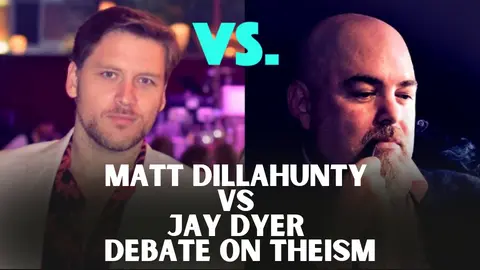 VS.
MATT DILLAHUNTY
VS
JAY DYER
DEBATE ON THEISM